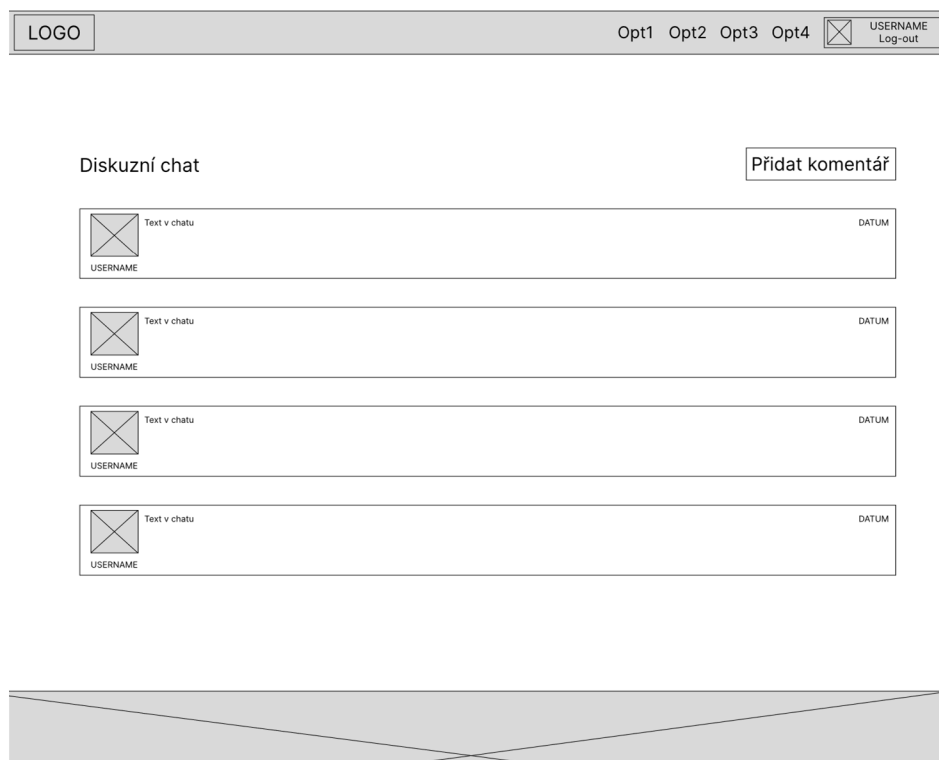 LOGO
Opt1 Opt2 Opt3 Opt4
USERNAME
Log-out
Diskuzní chat
Přidat komentář
Text v chatu
DATUM
USERNAME
Text v chatu
DATUM
USERNAME
Text v chatu
DATUM
USERNAME
Text v chatu
DATUM
USERNAME